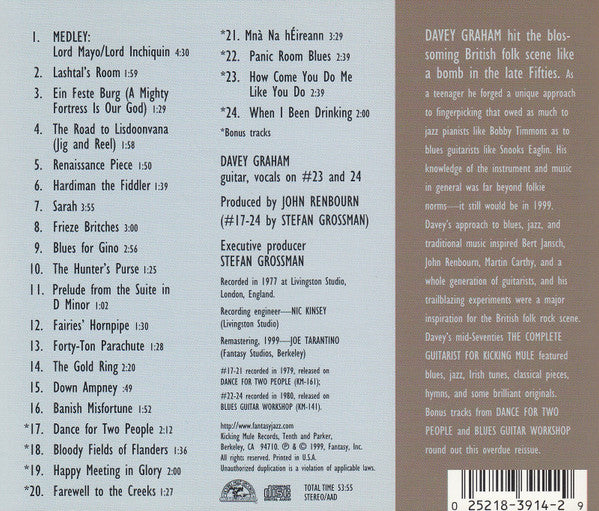 1. MEDLEY:
Lord Mayo/Lord Inchiquin 4:30
2. Lashtal's Room 1:59
3. Ein Feste Burg (A Mighty
Fortress Is Our God) 1:29
4. The Road to Lisdoonvana
(Jig and Reel) 1:58
5. Renaissance Piece 1:50
6. Hardiman the Fiddler 1:39
7. Sarah 3:55
8. Frieze Britches 3:00
9. Blues for Gino 2:56
10. The Hunter's Purse 1:25
11. Prelude from the Suite in
D Minor 1:02
12. Fairies' Hornpipe 1:30
13. Forty-Ton Parachute 1:28
14. The Gold Ring 2:20
15. Down Ampney :49
16. Banish Misfortune 1:52
*17. Dance for Two People 2:12
*18. Bloody Fields of Flanders 1:36
*19. Happy Meeting in Glory 2:00
*20. Farewell to the Creeks 1:27
*21. Mnà Na hÉireann 3:29
*22. Panic Room Blues 2:39
*23. How Come You Do Me
Like You Do 2:39
*24. When I Been Drinking 2:00
*Bonus tracks
DAVEY GRAHAM
guitar, vocals on #23 and 24
Produced by JOHN RENBOURN
(#17-24 by STEFAN GROSSMAN)
Executive producer
STEFAN GROSSMAN
Recorded in 1977 at Livingston Studio,
London, England.
Recording engineer—NIC KINSEY
(Livingston Studio)
Remastering, 1999—JOE TARANTINO
(Fantasy Studios, Berkeley)
#17-21 recorded in 1979, released on
DANCE FOR TWO PEOPLE (KM-161);
#22-24 recorded in 1980, released on
BLUES GUITAR WORKSHOP (KM-141).
http://www.fantasyjazz.com
Kicking Mule Records, Tenth and Parker,
Berkeley, CA 94710. ℗ & © 1999, Fantasy, Inc.
All rights reserved. Printed in U.S.A.
Unauthorized duplication is a violation of applicable laws.
COMPACT
disc
DIGITAL AUDIO
TOTAL TIME 53:55
STEREO/AAD
DAVEY GRAHAM hit the blos-
soming British folk scene like
a bomb in the late Fifties. As
a teenager he forged a unique approach
to fingerpicking that owed as much to
jazz pianists like Bobby Timmons as to
blues guitarists like Snooks Eaglin. His
knowledge of the instrument and music
in general was far beyond folkie
norms—it still would be in 1999.
Davey's approach to blues, jazz, and
traditional music inspired Bert Jansch,
John Renbourn, Martin Carthy, and a
whole generation of guitarists, and his
trailblazing experiments were a major
inspiration for the British folk rock scene.
Davey's mid-Seventies THE COMPLETE
GUITARIST FOR KICKING MULE featured
blues, jazz, Irish tunes, classical pieces,
hymns, and some brilliant originals.
Bonus tracks from DANCE FOR TWO
PEOPLE and BLUES GUITAR WORKSHOP
round out this overdue reissue.
0 25218-3914-2 9